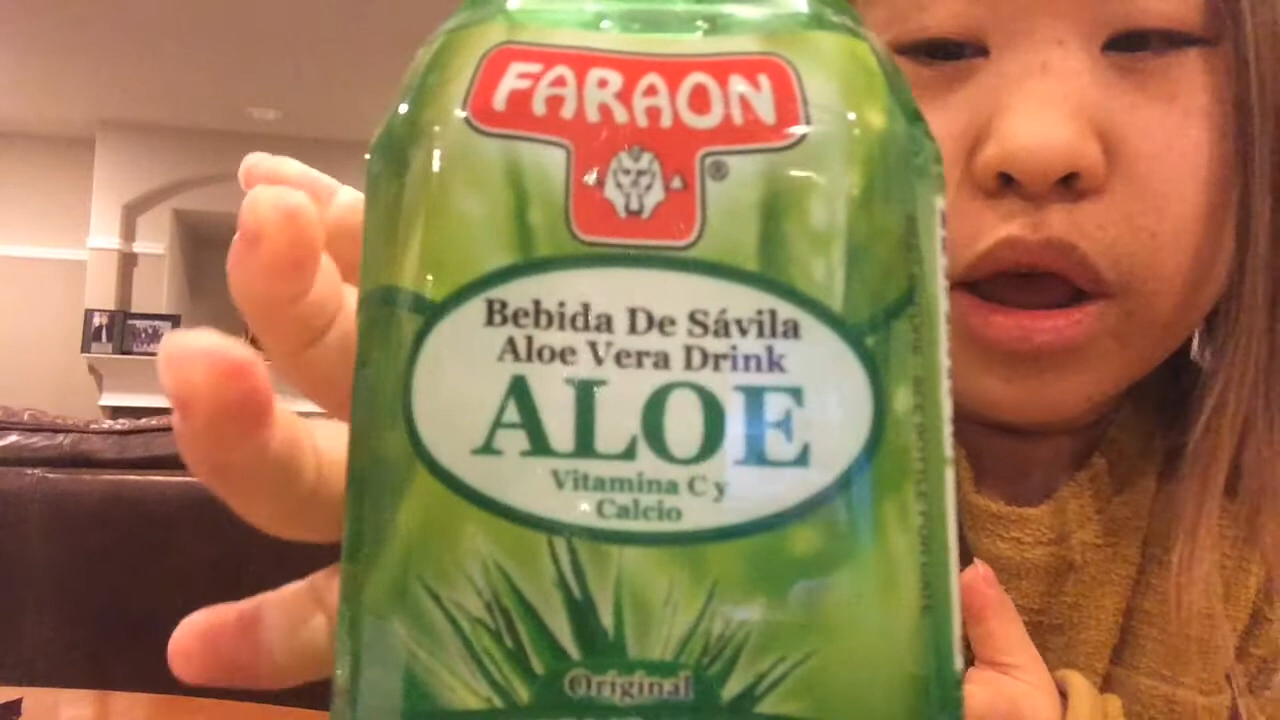 FARAON
®
Bebida De Sávila
Aloe Vera Drink
ALOE
Vitamina C y
Calcio
Original